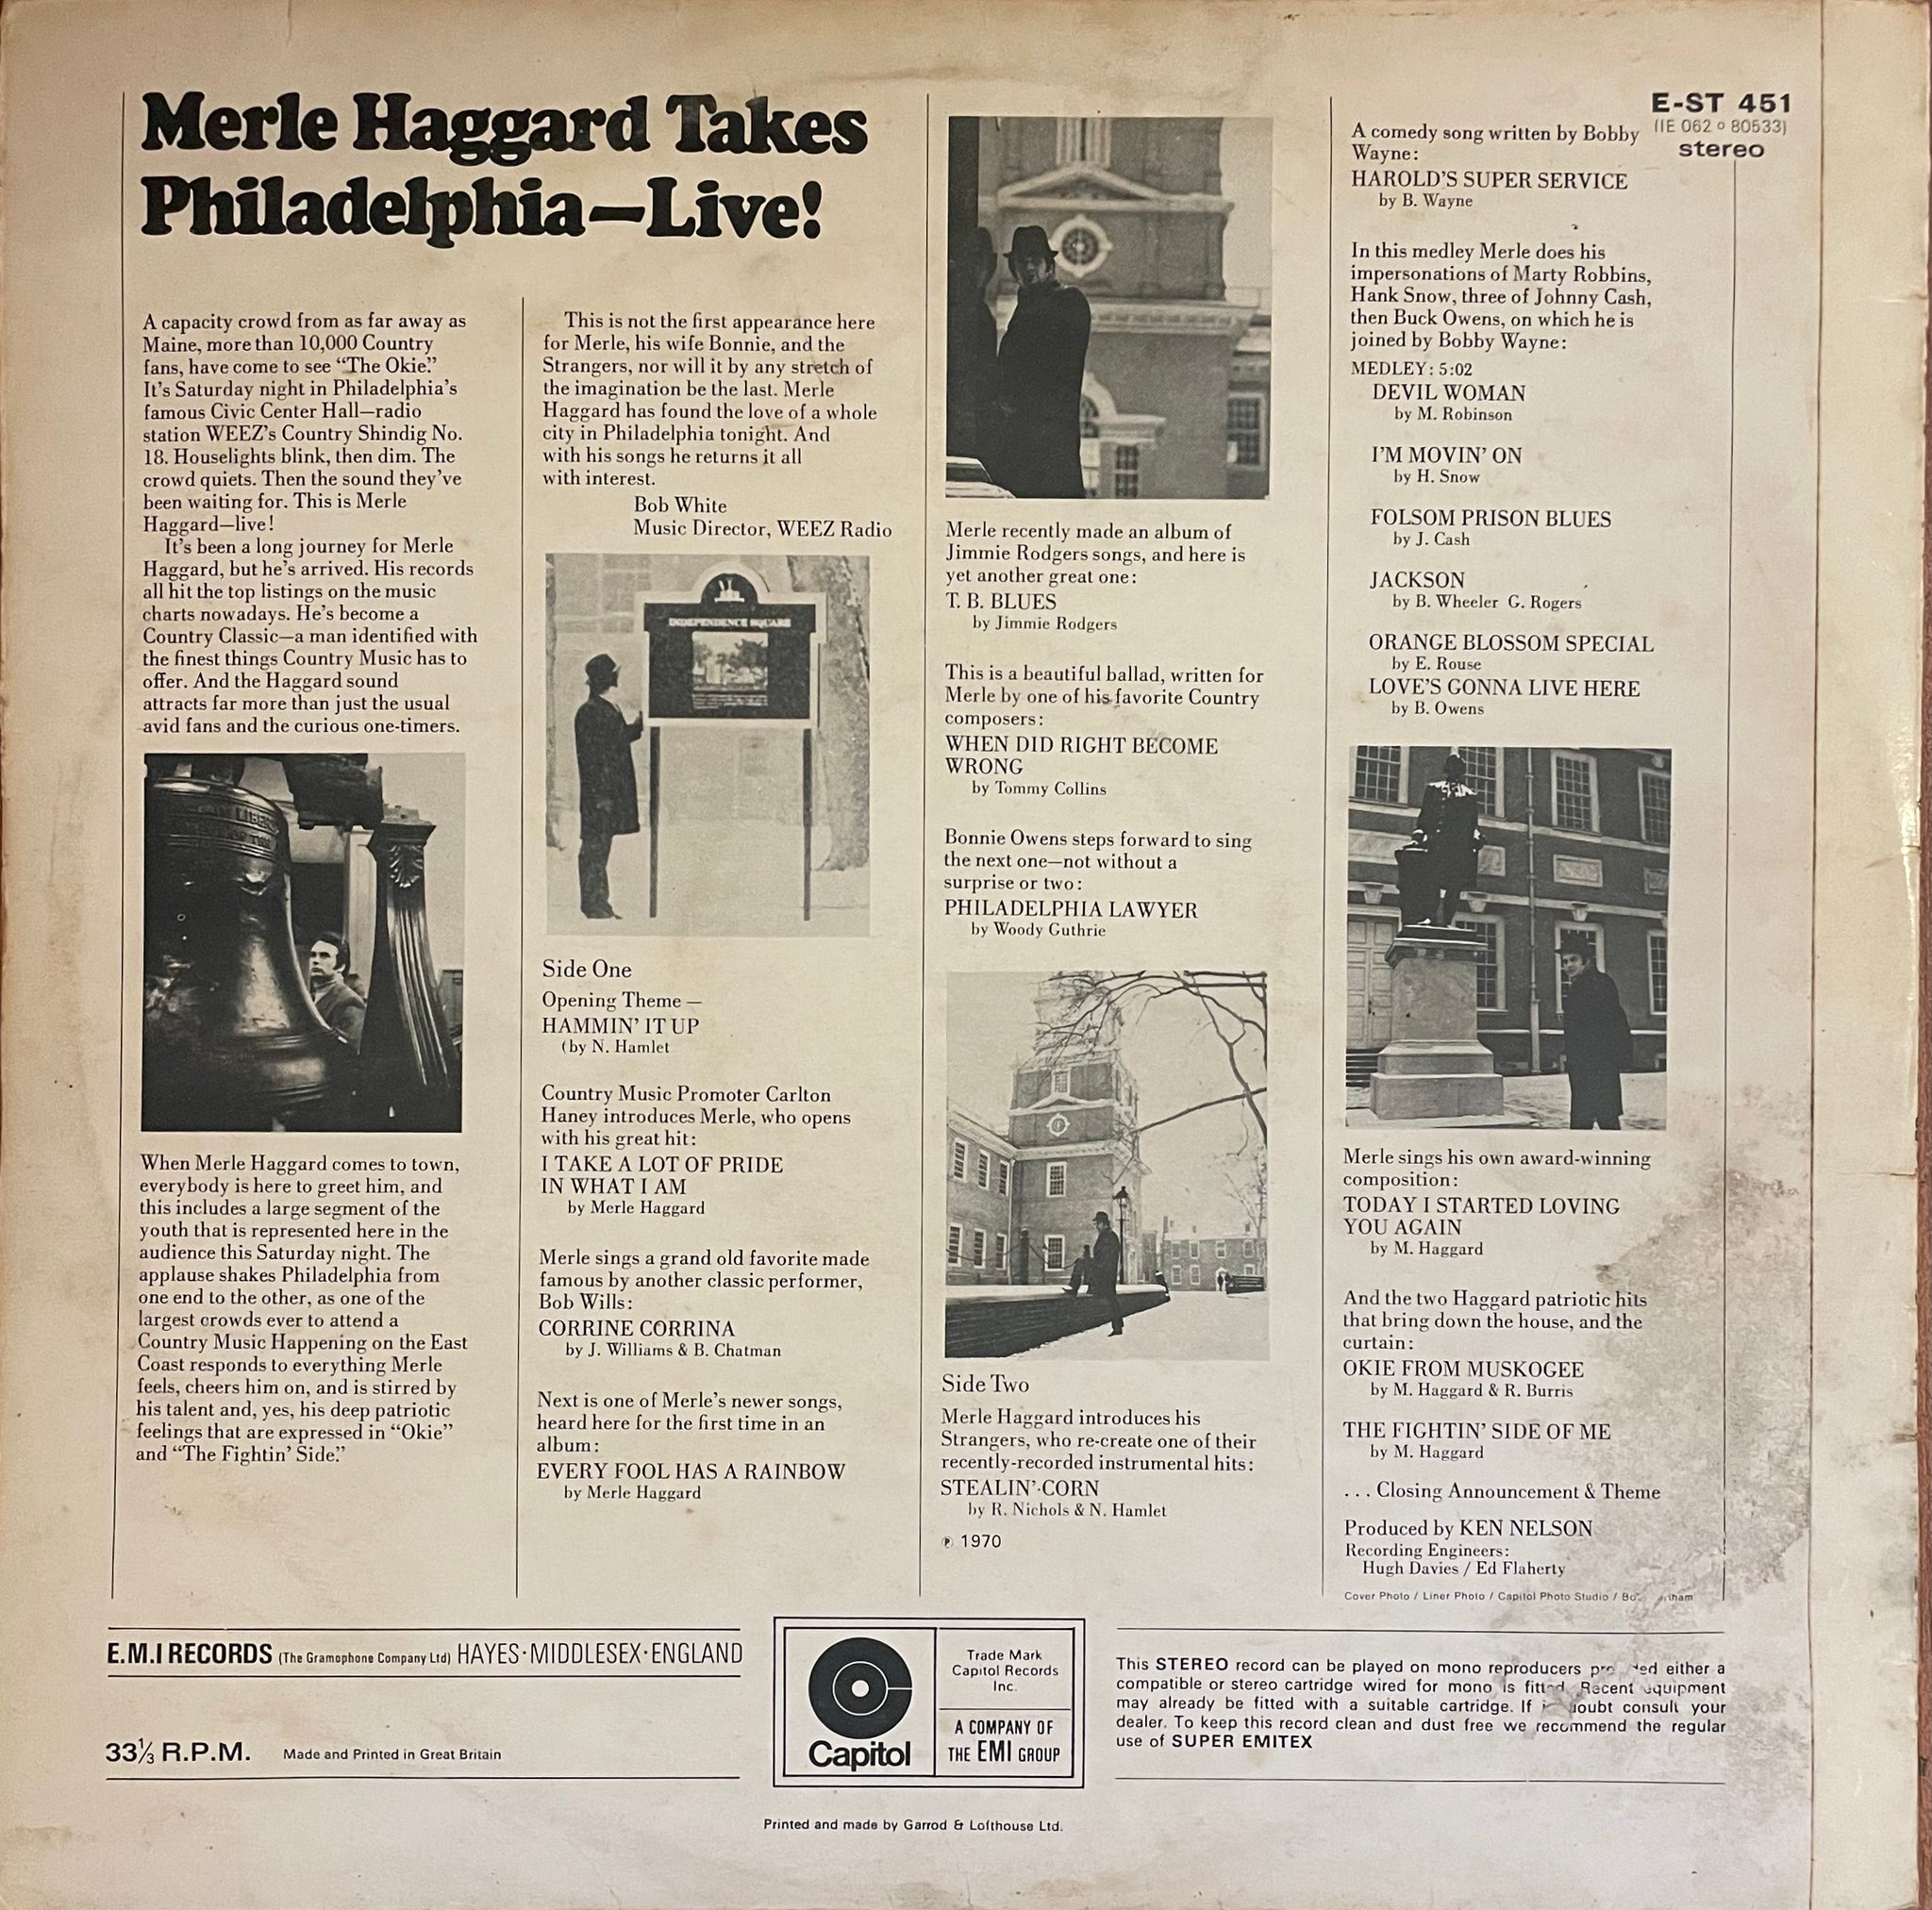 Merle Haggard Takes
Philadelphia—Live!
A capacity crowd from as far away as
Maine, more than 10,000 Country
fans, have come to see “The Okie.”
It’s Saturday night in Philadelphia’s
famous Civic Center Hall—radio
station WEEZ’s Country Shindig No.
18. Houselights blink, then dim. The
crowd quiets. Then the sound they’ve
been waiting for. This is Merle
Haggard—live!
It’s been a long journey for Merle
Haggard, but he’s arrived. His records
all hit the top listings on the music
charts nowadays. He’s become a
Country Classic—a man identified with
the finest things Country Music has to
offer. And the Haggard sound
attracts far more than just the usual
avid fans and the curious one-timers.
When Merle Haggard comes to town,
everybody is here to greet him, and
this includes a large segment of the
youth that is represented here in the
audience this Saturday night. The
applause shakes Philadelphia from
one end to the other, as one of the
largest crowds ever to attend a
Country Music Happening on the East
Coast responds to everything Merle
feels, cheers him on, and is stirred by
his talent and, yes, his deep patriotic
feelings that are expressed in “Okie”
and “The Fightin’ Side.”
This is not the first appearance here
for Merle, his wife Bonnie, and the
Strangers, nor will it by any stretch of
the imagination be the last. Merle
Haggard has found the love of a whole
city in Philadelphia tonight. And
with his songs he returns it all
with interest.
Bob White
Music Director, WEEZ Radio
INDEPENDENCE SQUARE
Side One
Opening Theme —
HAMMIN’ IT UP
(by N. Hamlet
Country Music Promoter Carlton
Haney introduces Merle, who opens
with his great hit:
I TAKE A LOT OF PRIDE
IN WHAT I AM
by Merle Haggard
Merle sings a grand old favorite made
famous by another classic performer,
Bob Wills:
CORRINE CORRINA
by J. Williams & B. Chatman
Next is one of Merle’s newer songs,
heard here for the first time in an
album:
EVERY FOOL HAS A RAINBOW
by Merle Haggard
Merle recently made an album of
Jimmie Rodgers songs, and here is
yet another great one:
T. B. BLUES
by Jimmie Rodgers
This is a beautiful ballad, written for
Merle by one of his favorite Country
composers:
WHEN DID RIGHT BECOME
WRONG
by Tommy Collins
Bonnie Owens steps forward to sing
the next one—not without a
surprise or two:
PHILADELPHIA LAWYER
by Woody Guthrie
Side Two
Merle Haggard introduces his
Strangers, who re-create one of their
recently-recorded instrumental hits:
STEALIN’ CORN
by R. Nichols & N. Hamlet
℗ 1970
E-ST 451
(IE 062 o 80533)
stereo
A comedy song written by Bobby
Wayne:
HAROLD’S SUPER SERVICE
by B. Wayne
In this medley Merle does his
impersonations of Marty Robbins,
Hank Snow, three of Johnny Cash,
then Buck Owens, on which he is
joined by Bobby Wayne:
MEDLEY: 5:02
DEVIL WOMAN
by M. Robinson
I’M MOVIN’ ON
by H. Snow
FOLSOM PRISON BLUES
by J. Cash
JACKSON
by B. Wheeler G. Rogers
ORANGE BLOSSOM SPECIAL
by E. Rouse
LOVE’S GONNA LIVE HERE
by B. Owens
Merle sings his own award-winning
composition:
TODAY I STARTED LOVING
YOU AGAIN
by M. Haggard
And the two Haggard patriotic hits
that bring down the house, and the
curtain:
OKIE FROM MUSKOGEE
by M. Haggard & R. Burris
THE FIGHTIN’ SIDE OF ME
by M. Haggard
. . . Closing Announcement & Theme
Produced by KEN NELSON
Recording Engineers:
Hugh Davies / Ed Flaherty
Cover Photo / Liner Photo / Capitol Photo Studio /
E.M.I RECORDS (The Gramophone Company Ltd) HAYES·MIDDLESEX·ENGLAND
33⅓ R.P.M. Made and Printed in Great Britain
Capitol
Trade Mark
Capitol Records
Inc.
A COMPANY OF
THE EMI GROUP
This STEREO record can be played on mono reproducers either a
compatible or stereo cartridge wired for mono is fitted. Recent equipment
may already be fitted with a suitable cartridge. If doubt consult your
dealer. To keep this record clean and dust free we recommend the regular
use of SUPER EMITEX
Printed and made by Garrod & Lofthouse Ltd.